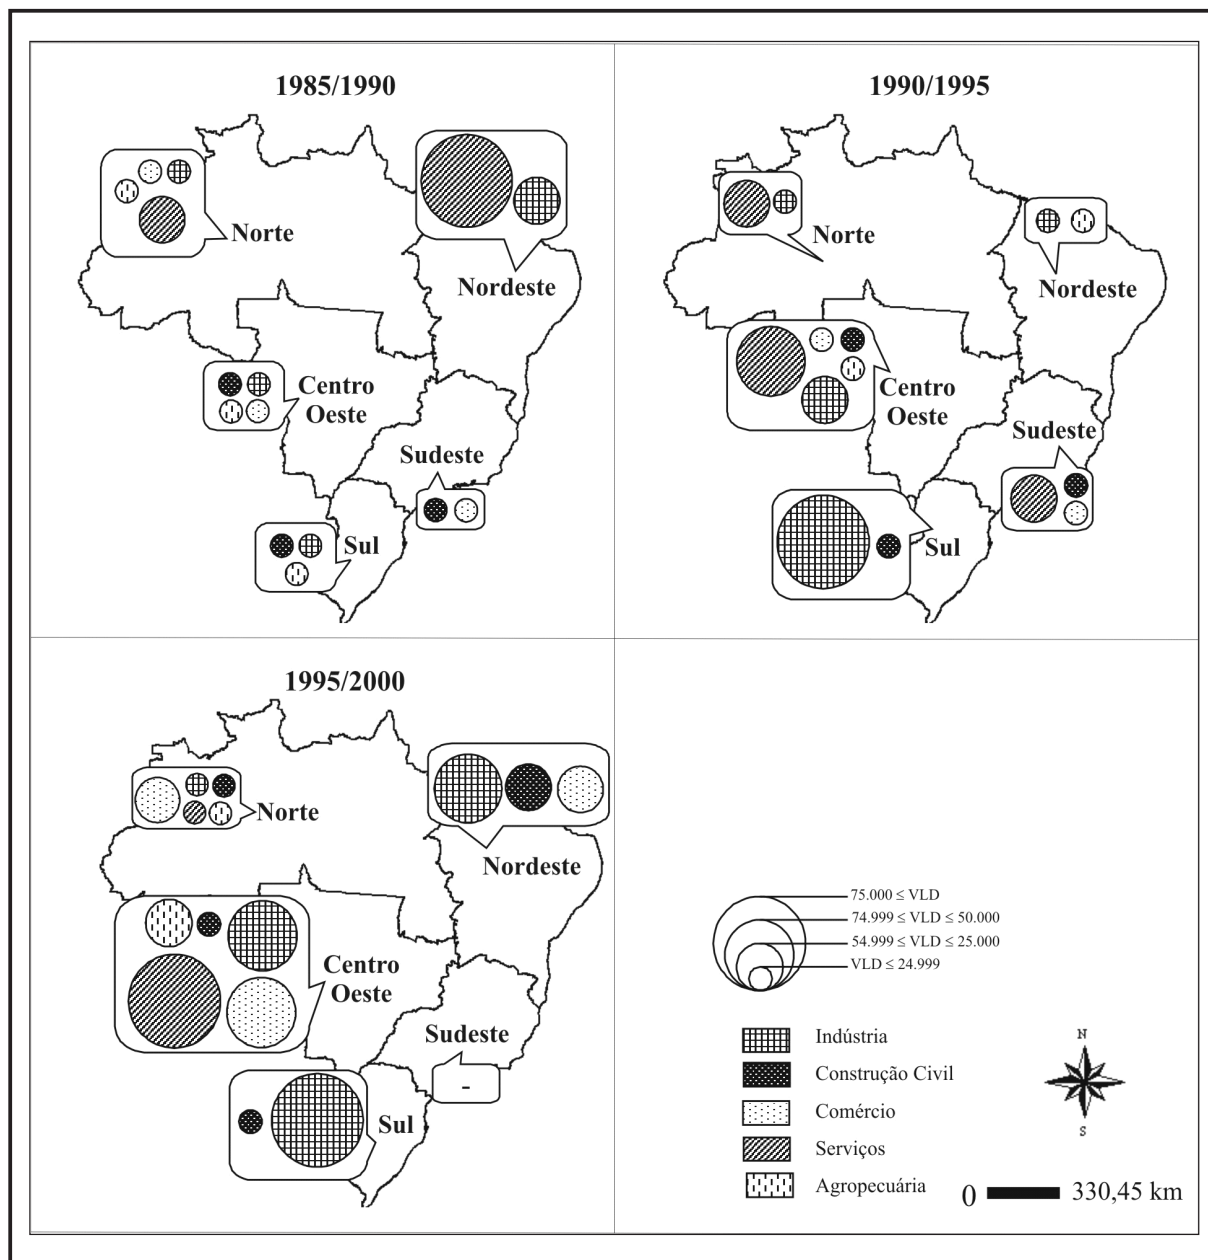 1985/1990
Norte
Nordeste
Centro
Oeste
Sudeste
Sul
1990/1995
Norte
Nordeste
Centro
Oeste
Sudeste
Sul
1995/2000
Norte
Nordeste
Centro
Oeste
Sudeste
-
Sul
75.000 ≤ VLD
74.999 ≤ VLD ≤ 50.000
54.999 ≤ VLD ≤ 25.000
VLD ≤ 24.999
Indústria
Construção Civil
Comércio
Serviços
Agropecuária
N
S
0 330,45 km